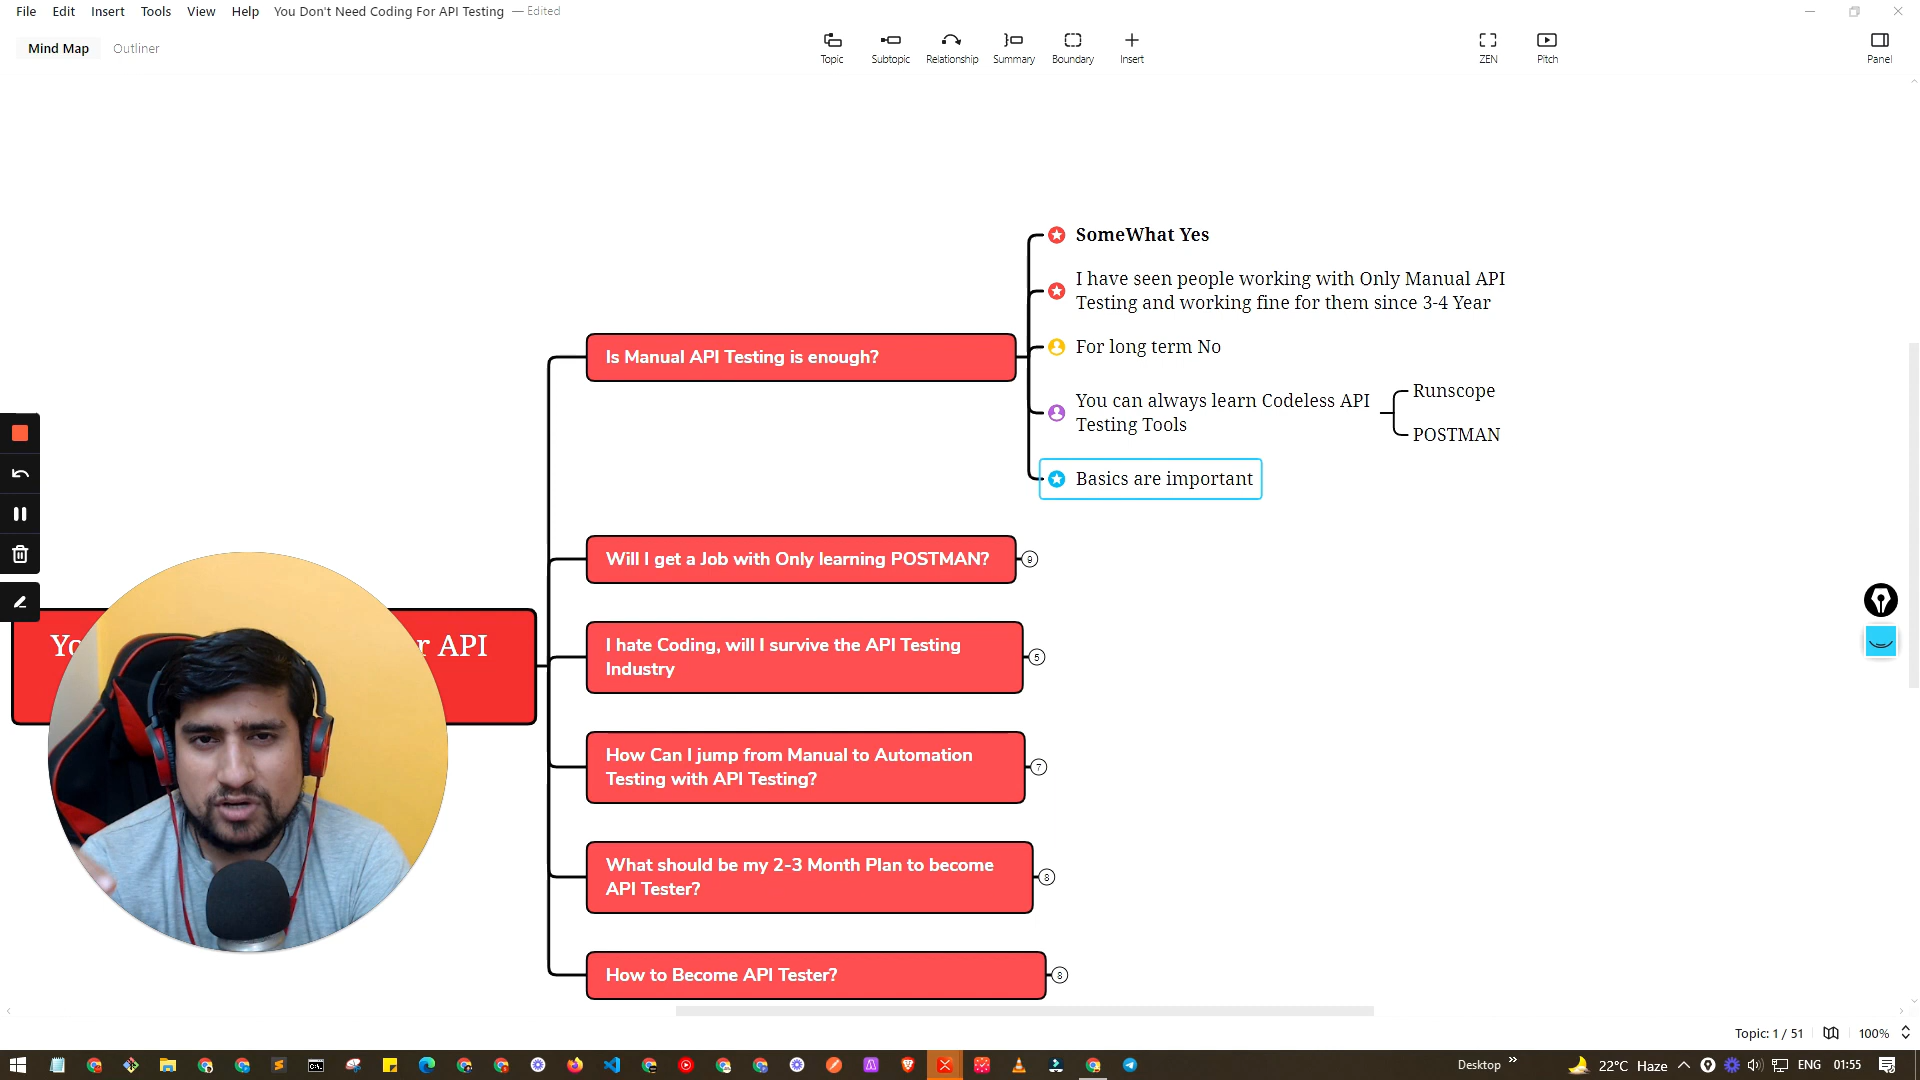 File Edit Insert Tools View Help You Don't Need Coding For API Testing — Edited
Mind Map Outliner
Topic Subtopic Relationship Summary Boundary Insert
ZEN Pitch
Panel
SomeWhat Yes
I have seen people working with Only Manual API
Testing and working fine for them since 3-4 Year
Is Manual API Testing is enough?
For long term No
You can always learn Codeless API
Testing Tools
Runscope
POSTMAN
Basics are important
Will I get a Job with Only learning POSTMAN?
9
I hate Coding, will I survive the API Testing
Industry
5
r API
How Can I jump from Manual to Automation
Testing with API Testing?
7
What should be my 2-3 Month Plan to become
API Tester?
8
How to Become API Tester?
8
Topic: 1 / 51 100%
Desktop 22°C Haze ENG 01:55